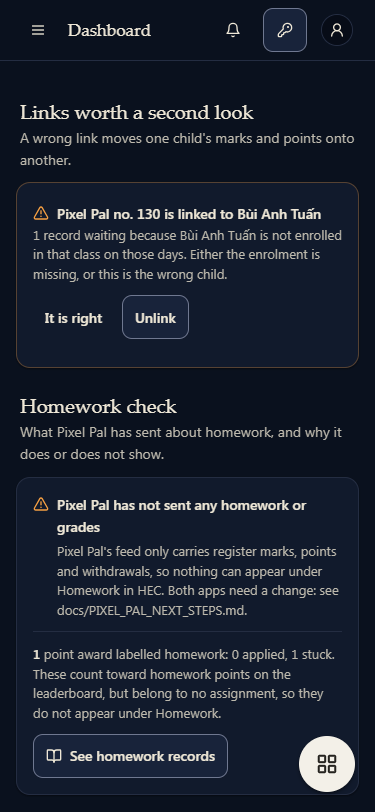 Dashboard
Links worth a second look
A wrong link moves one child's marks and points onto
another.
Pixel Pal no. 130 is linked to Bùi Anh Tuấn
1 record waiting because Bùi Anh Tuấn is not enrolled
in that class on those days. Either the enrolment is
missing, or this is the wrong child.
It is right
Unlink
Homework check
What Pixel Pal has sent about homework, and why it
does or does not show.
Pixel Pal has not sent any homework or
grades
Pixel Pal's feed only carries register marks, points
and withdrawals, so nothing can appear under
Homework in HEC. Both apps need a change: see
docs/PIXEL_PAL_NEXT_STEPS.md.
1 point award labelled homework: 0 applied, 1 stuck.
These count toward homework points on the
leaderboard, but belong to no assignment, so they
do not appear under Homework.
See homework records